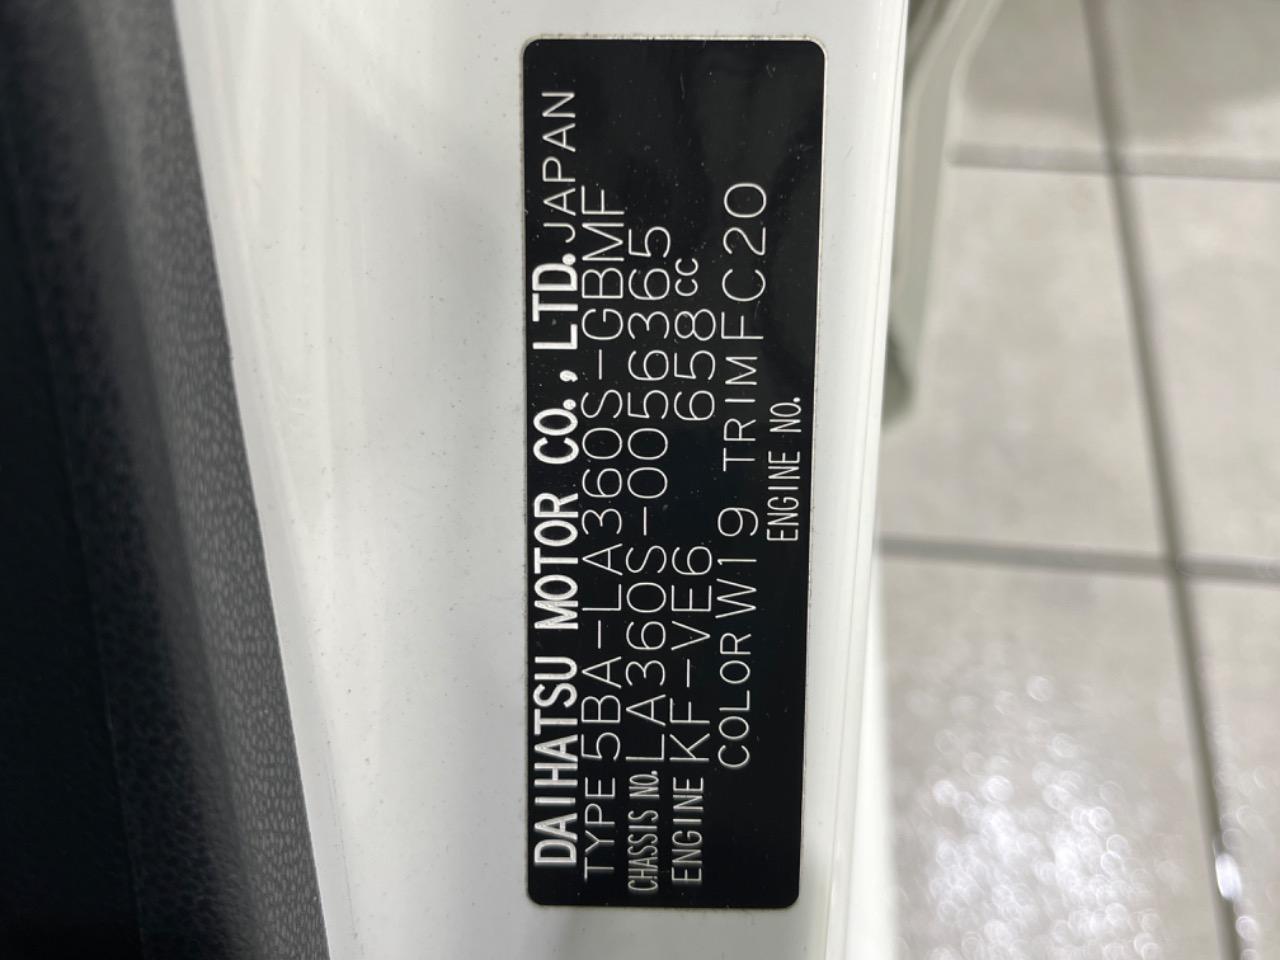 DAIHATSU MOTOR CO., LTD. JAPAN
TYPE 5BA-LA360S-GBMF
CHASSIS NO. LA360S-0056365
ENGINE KF-VE6 658cc
COLOR W19 TRIM FC20
ENGINE NO.